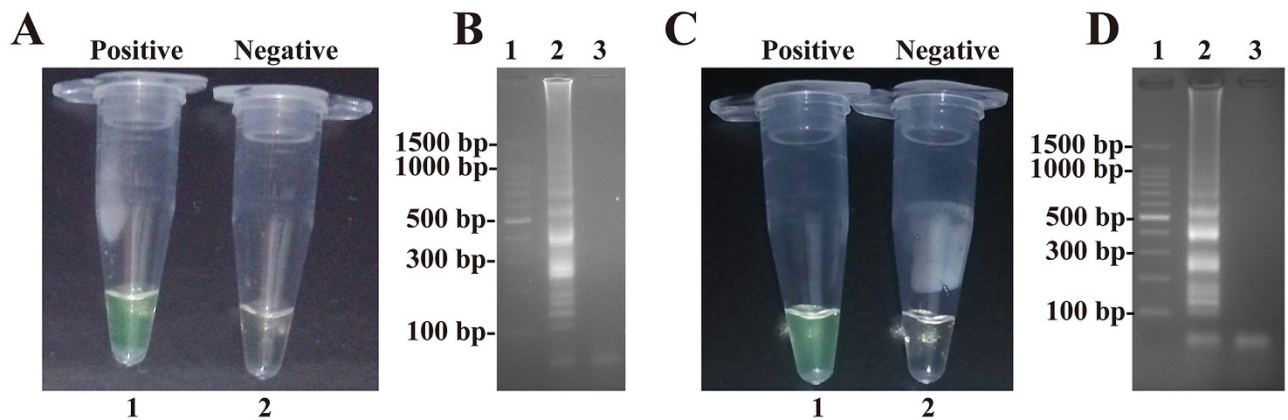 A
Positive Negative
1 2
B
1 2 3
1500 bp-
1000 bp-
500 bp-
300 bp-
100 bp-
C
Positive Negative
1 2
D
1 2 3
1500 bp-
1000 bp-
500 bp-
300 bp-
100 bp-